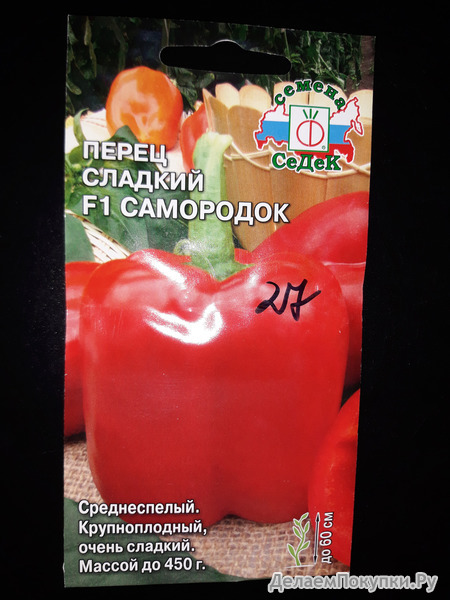 семена
СеДеК
ПЕРЕЦ
СЛАДКИЙ
F1 САМОРОДОК
27
Среднеспелый.
Крупноплодный,
очень сладкий.
Массой до 450 г.
до 60 см
ДелаемПокупки.Ру